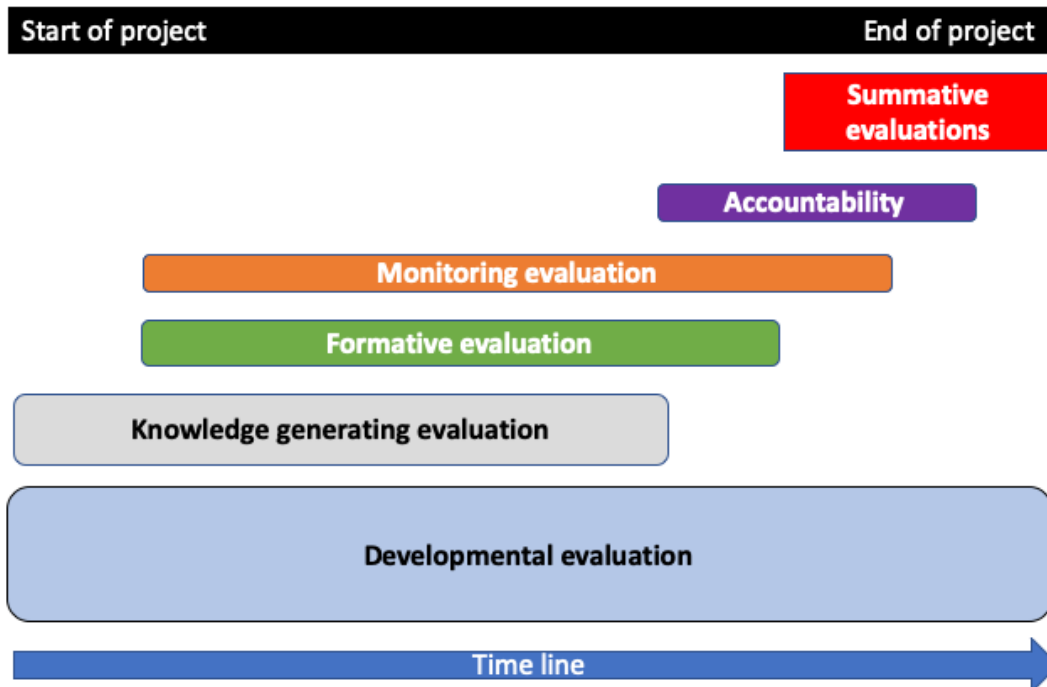 Start of project
End of project
Summative
evaluations
Accountability
Monitoring evaluation
Formative evaluation
Knowledge generating evaluation
Developmental evaluation
Time line